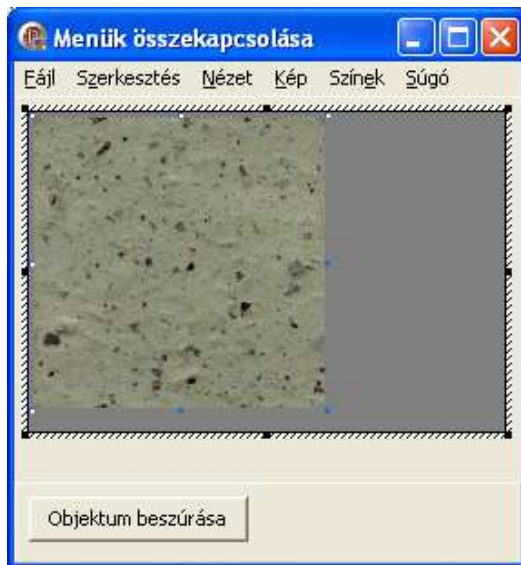 Menük összekapcsolása
Fájl Szerkesztés Nézet Kép Színek Súgó
Objektum beszúrása